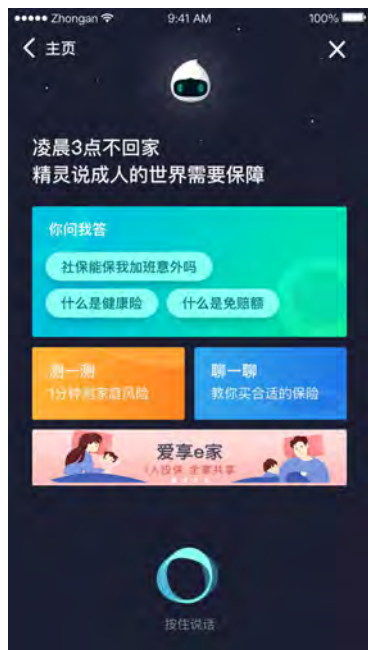 Zhongan 9:41 AM 100%
主页
凌晨3点不回家
精灵说成人的世界需要保障
你问我答
社保能保我加班意外吗
什么是健康险 什么是免赔额
测一测 聊一聊
1分钟测家庭风险 教你买合适的保险
爱享e家
1人投保 全家共享
按住说话